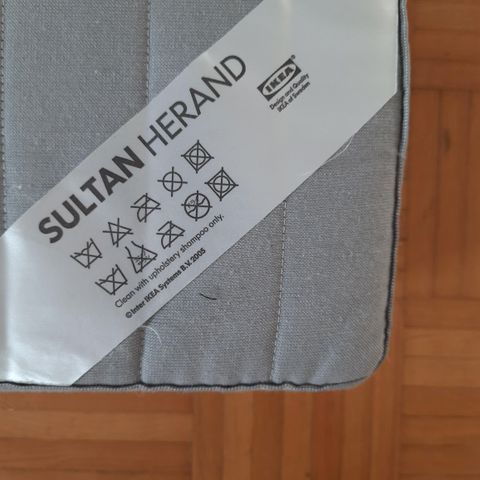 SULTAN HERAND
IKEA
Design and Quality
IKEA of Sweden
Clean with upholstery shampoo only.
©Inter IKEA Systems B.V. 2005